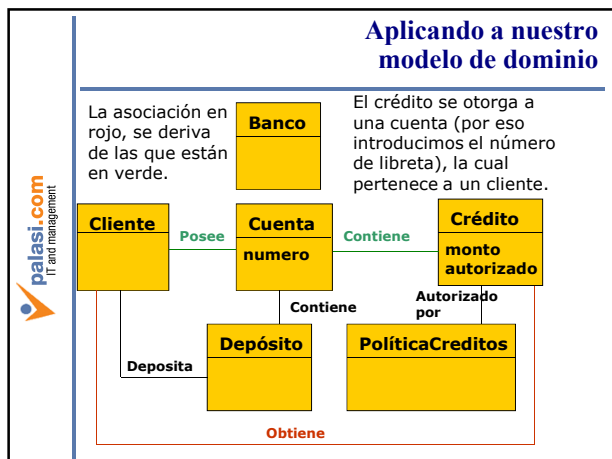 Aplicando a nuestro
modelo de dominio
La asociación en
rojo, se deriva
de las que están
en verde.
Banco
El crédito se otorga a
una cuenta (por eso
introducimos el número
de libreta), la cual
pertenece a un cliente.
palasi.com
IT and management
Cliente
Posee
Cuenta
numero
Contiene
Crédito
monto
autorizado
Contiene
Autorizado
por
Depósito
PolíticaCreditos
Deposita
Obtiene